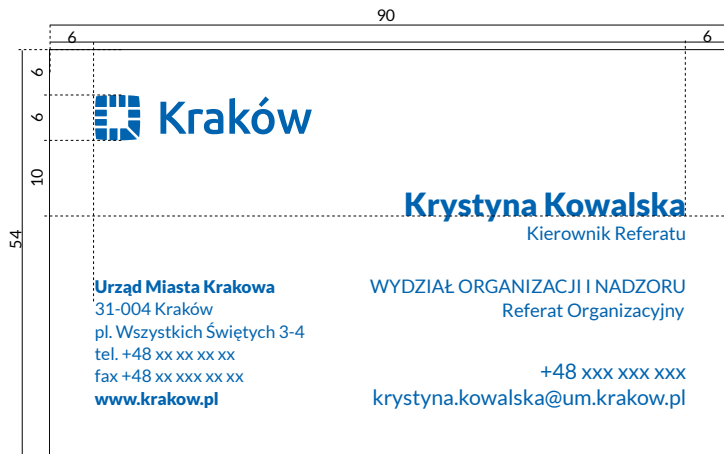 90
6
6
6
6
10
54
Kraków
Krystyna Kowalska
Kierownik Referatu
Urząd Miasta Krakowa
31-004 Kraków
pl. Wszystkich Świętych 3-4
tel. +48 xx xx xx xx
fax +48 xx xxx xx xx
www.krakow.pl
WYDZIAŁ ORGANIZACJI I NADZORU
Referat Organizacyjny
+48 xxx xxx xxx
krystyna.kowalska@um.krakow.pl